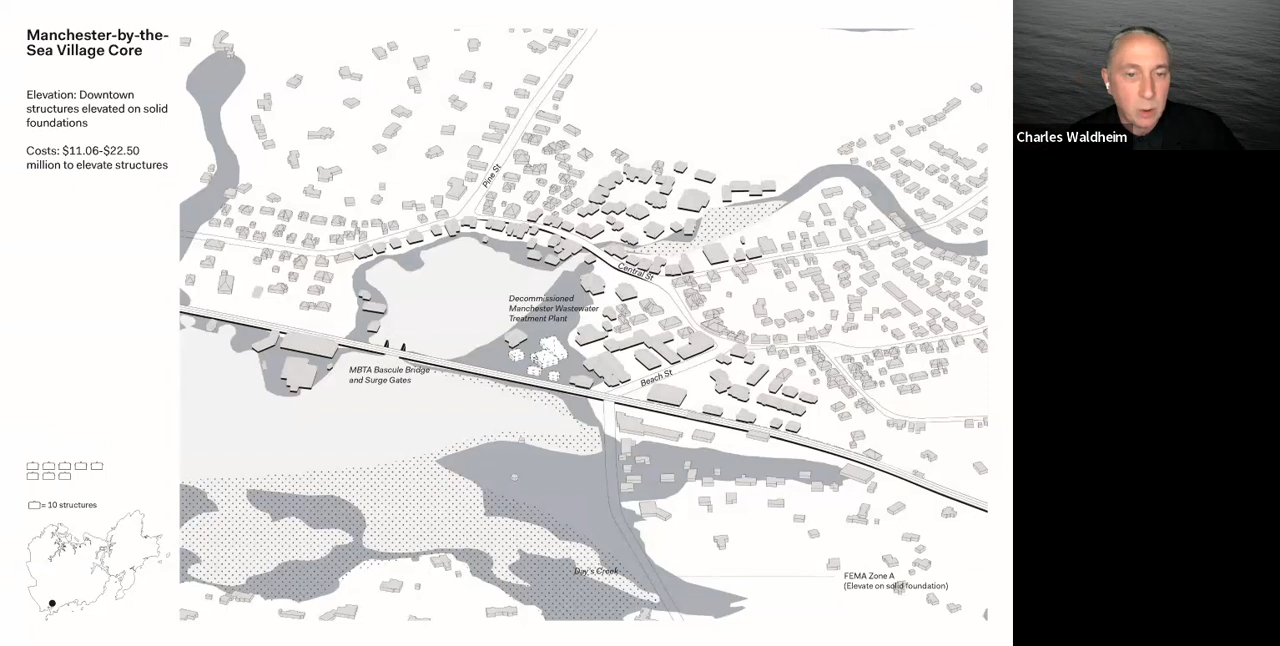 Manchester-by-the-
Sea Village Core
Elevation: Downtown
structures elevated on solid
foundations
Costs: $11.06-$22.50
million to elevate structures
= 10 structures
Pine St
Central St
Decommissioned
Manchester Wastewater
Treatment Plant
MBTA Bascule Bridge
and Surge Gates
Beach St
Day's Creek
FEMA Zone A
(Elevate on solid foundation)
Charles Waldheim